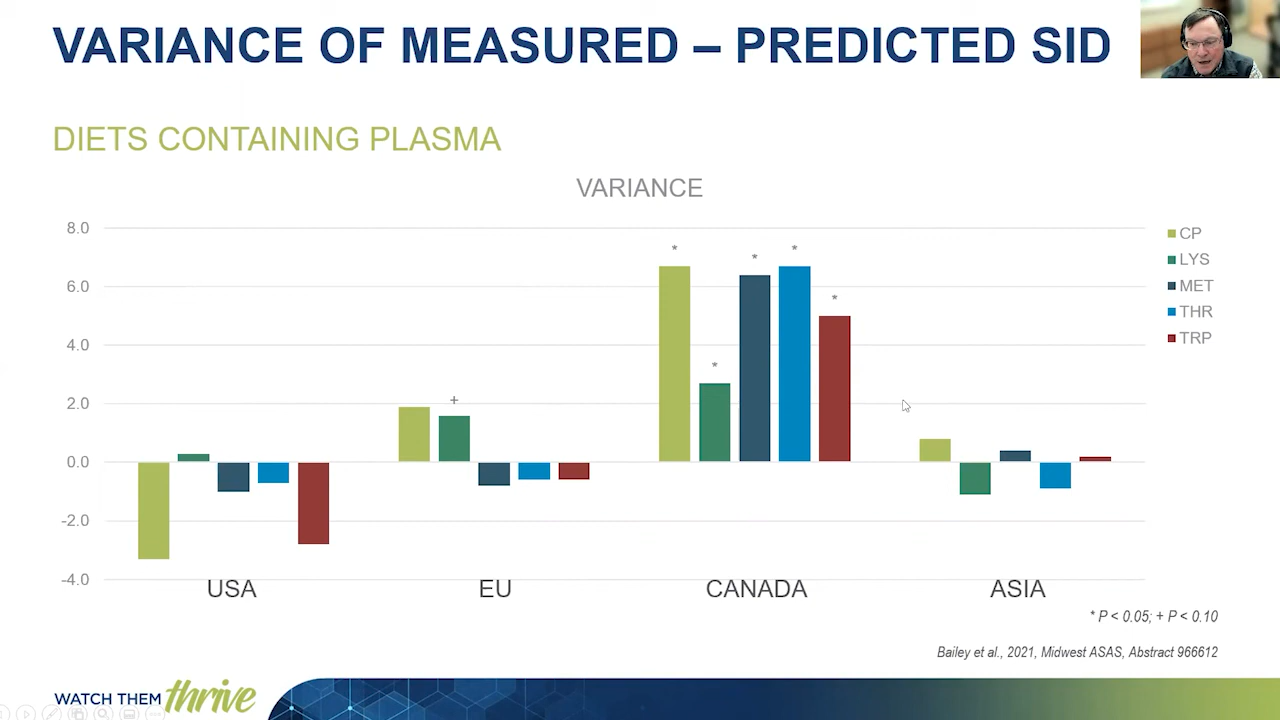 VARIANCE OF MEASURED – PREDICTED SID
DIETS CONTAINING PLASMA
VARIANCE
8.0
6.0
4.0
2.0
0.0
-2.0
-4.0
* * * * *
+
CP
LYS
MET
THR
TRP
USA EU CANADA ASIA
* P < 0.05; + P < 0.10
Bailey et al., 2021, Midwest ASAS, Abstract 966612
WATCH THEM thrive